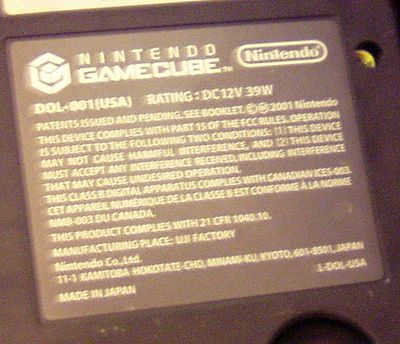 NINTENDO
GAMECUBE™
Nintendo®
DOL-001(USA) RATING: DC12V 39W
PATENTS ISSUED AND PENDING. SEE BOOKLET. ©Ⓜ 2001 Nintendo
THIS DEVICE COMPLIES WITH PART 15 OF THE FCC RULES. OPERATION
IS SUBJECT TO THE FOLLOWING TWO CONDITIONS: (1) THIS DEVICE
MAY NOT CAUSE HARMFUL INTERFERENCE, AND (2) THIS DEVICE
MUST ACCEPT ANY INTERFERENCE RECEIVED, INCLUDING INTERFERENCE
THAT MAY CAUSE UNDESIRED OPERATION.
THIS CLASS B DIGITAL APPARATUS COMPLIES WITH CANADIAN ICES-003.
CET APPAREIL NUMÉRIQUE DE LA CLASSE B EST CONFORME À LA NORME
NMB-003 DU CANADA.
THIS PRODUCT COMPLIES WITH 21 CFR 1040.10.
MANUFACTURING PLACE: UJI FACTORY
Nintendo Co.,Ltd.
11-1 KAMITOBA HOKOTATE-CHO, MINAMI-KU, KYOTO, 601-8501, JAPAN
MADE IN JAPAN
L-DOL-USA